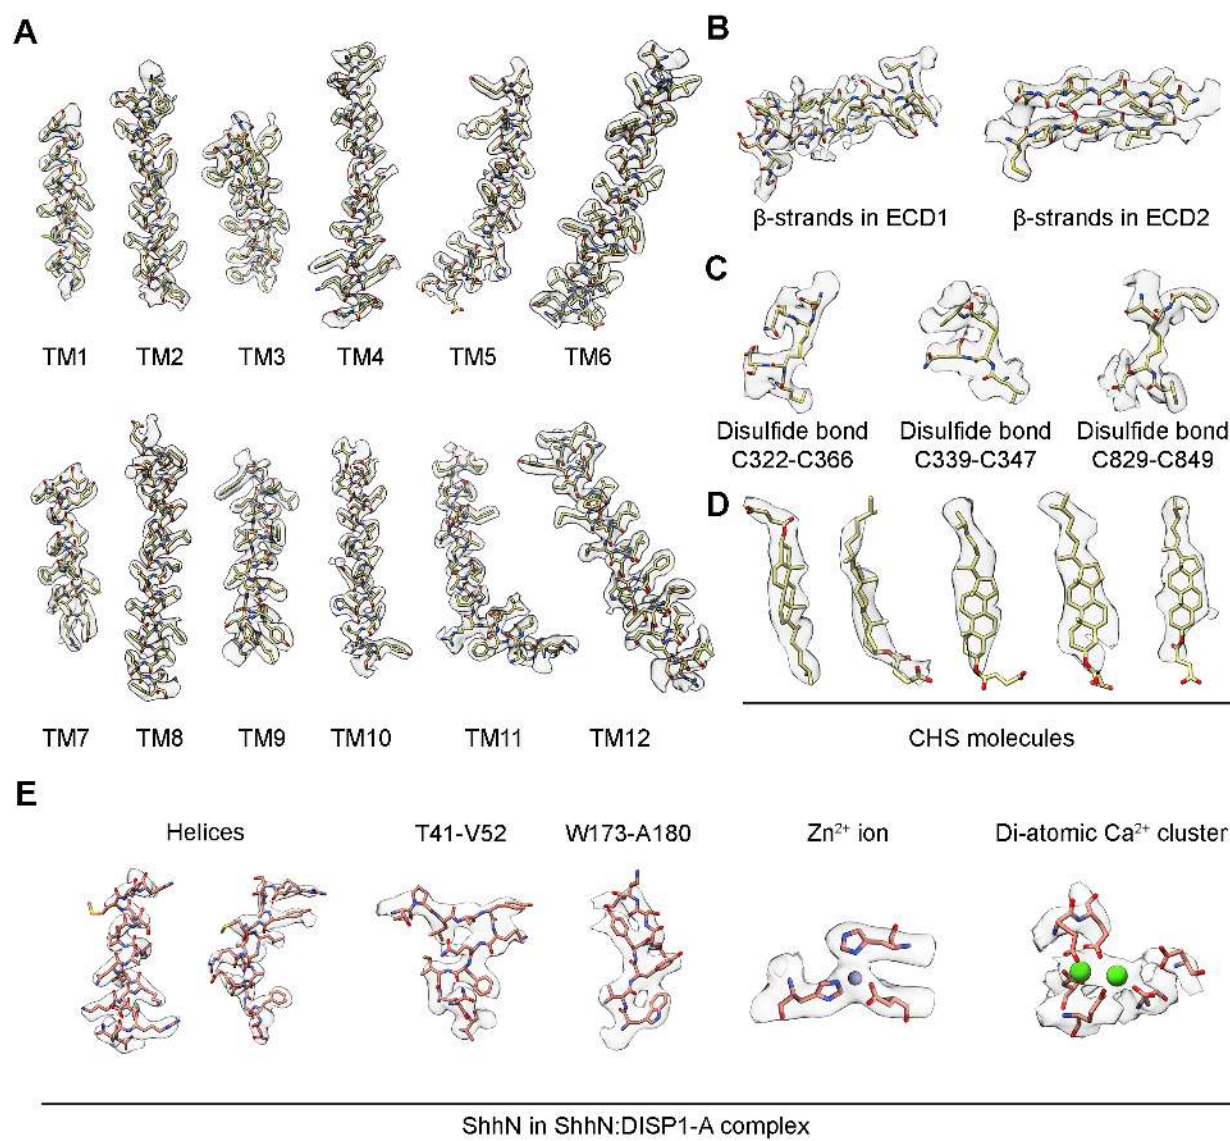 A
TM1 TM2 TM3 TM4 TM5 TM6
TM7 TM8 TM9 TM10 TM11 TM12
B
β-strands in ECD1 β-strands in ECD2
C
Disulfide bond Disulfide bond Disulfide bond
C322-C366 C339-C347 C829-C849
D
CHS molecules
E
Helices T41-V52 W173-A180 Zn²⁺ ion Di-atomic Ca²⁺ cluster
ShhN in ShhN:DISP1-A complex